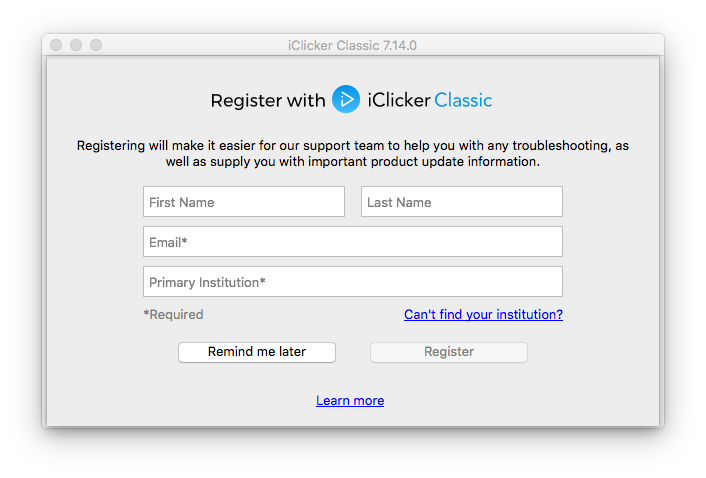 iClicker Classic 7.14.0
Register with iClicker Classic
Registering will make it easier for our support team to help you with any troubleshooting, as
well as supply you with important product update information.
First Name Last Name
Email*
Primary Institution*
*Required Can't find your institution?
Remind me later Register
Learn more